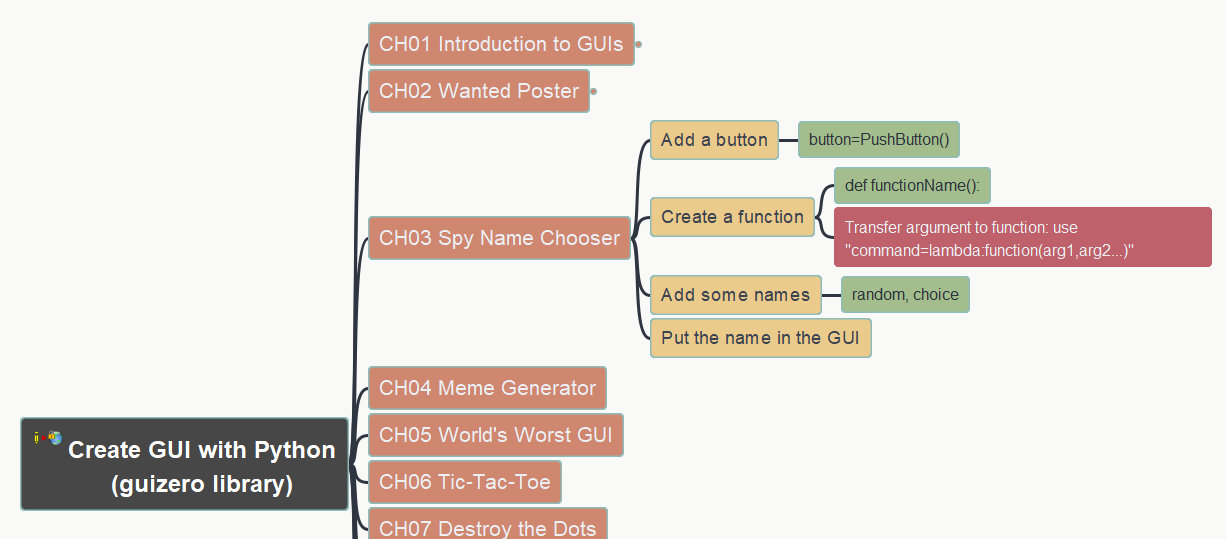 CH01 Introduction to GUIs
CH02 Wanted Poster
Add a button
button=PushButton()
def functionName():
Create a function
Transfer argument to function: use
"command=lambda:function(arg1,arg2...)"
CH03 Spy Name Chooser
Add some names
random, choice
Put the name in the GUI
CH04 Meme Generator
CH05 World's Worst GUI
Create GUI with Python
(guizero library)
CH06 Tic-Tac-Toe
CH07 Destroy the Dots